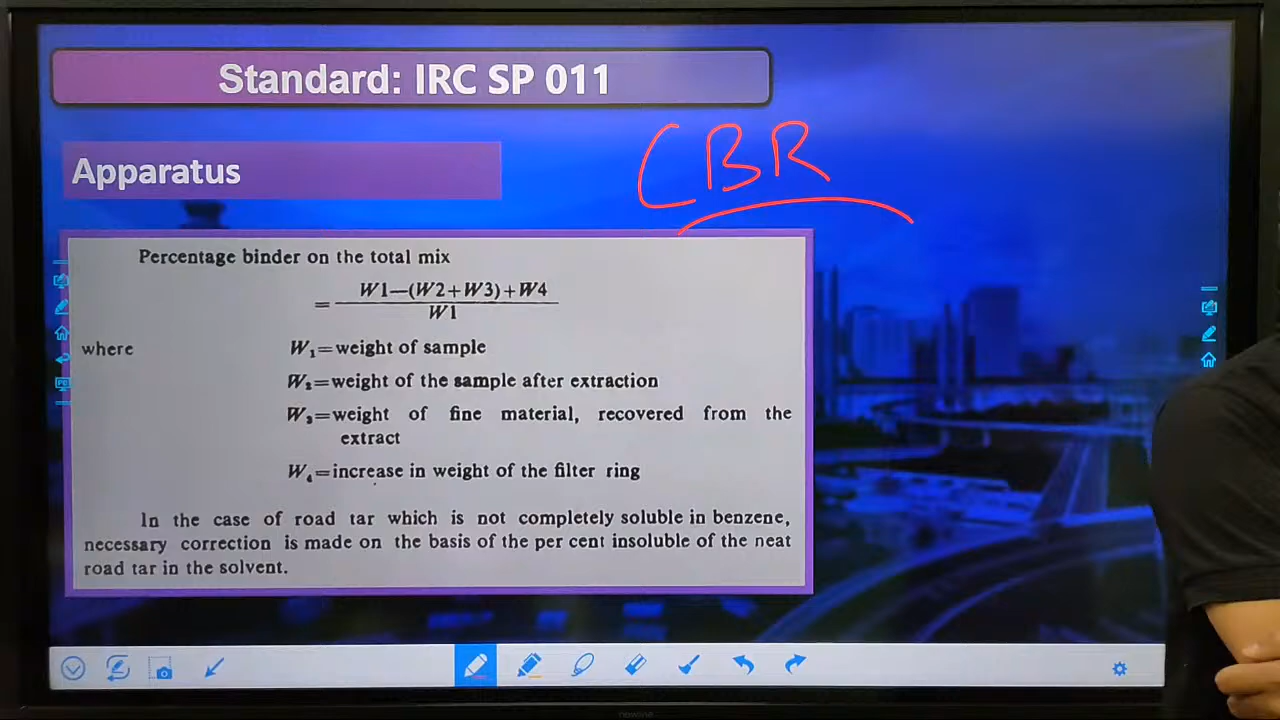 Standard: IRC SP 011
CBR
Apparatus
Percentage binder on the total mix
= W1—(W2+W3)+W4
W1
where W₁=weight of sample
W₂=weight of the sample after extraction
W₃=weight of fine material, recovered from the
extract
W₄=increase in weight of the filter ring
In the case of road tar which is not completely soluble in benzene,
necessary correction is made on the basis of the per cent insoluble of the neat
road tar in the solvent.